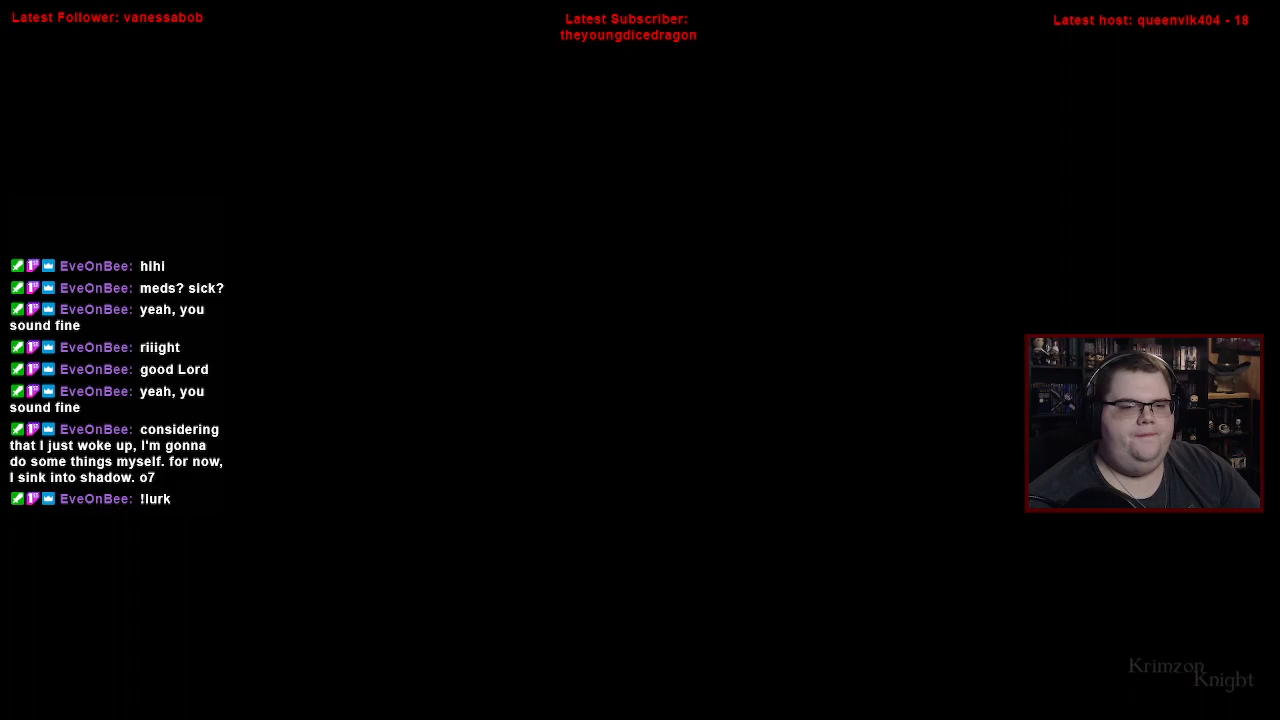 Latest Follower: vanessabob
Latest Subscriber:
theyoungdicedragon
Latest host: queenvik404 - 18
EveOnBee: hihi
EveOnBee: meds? sick?
EveOnBee: yeah, you
sound fine
EveOnBee: riiight
EveOnBee: good Lord
EveOnBee: yeah, you
sound fine
EveOnBee: considering
that I just woke up, I'm gonna
do some things myself. for now,
I sink into shadow. o7
EveOnBee: !lurk
Krimzon
Knight